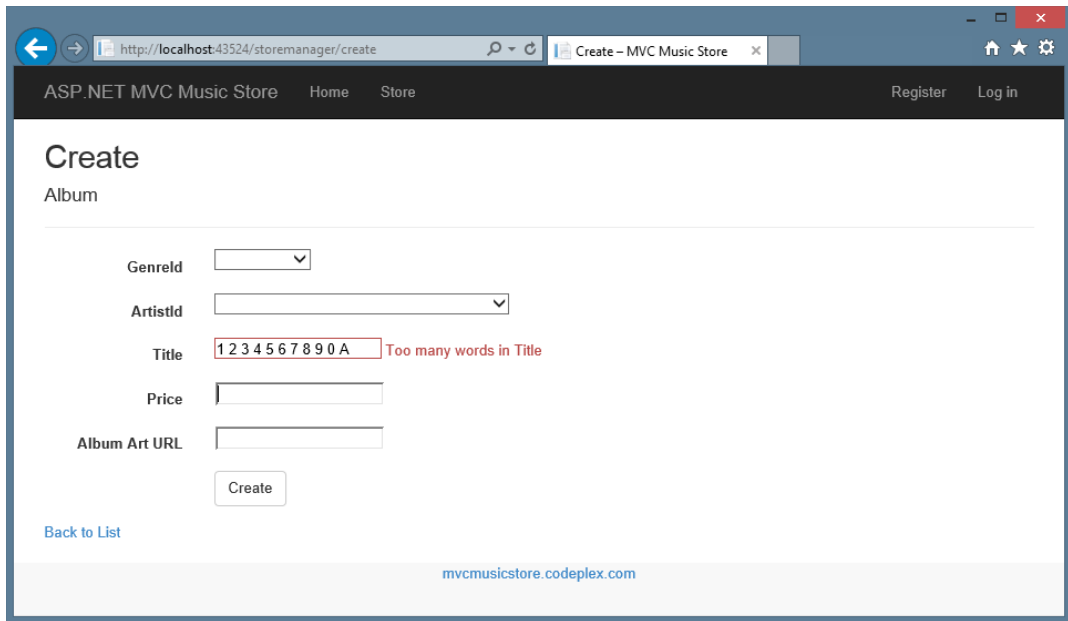 http://localhost:43524/storemanager/create Create – MVC Music Store
ASP.NET MVC Music Store Home Store Register Log in
Create
Album
GenreId
ArtistId
Title 1 2 3 4 5 6 7 8 9 0 A Too many words in Title
Price
Album Art URL
Create
Back to List
mvcmusicstore.codeplex.com